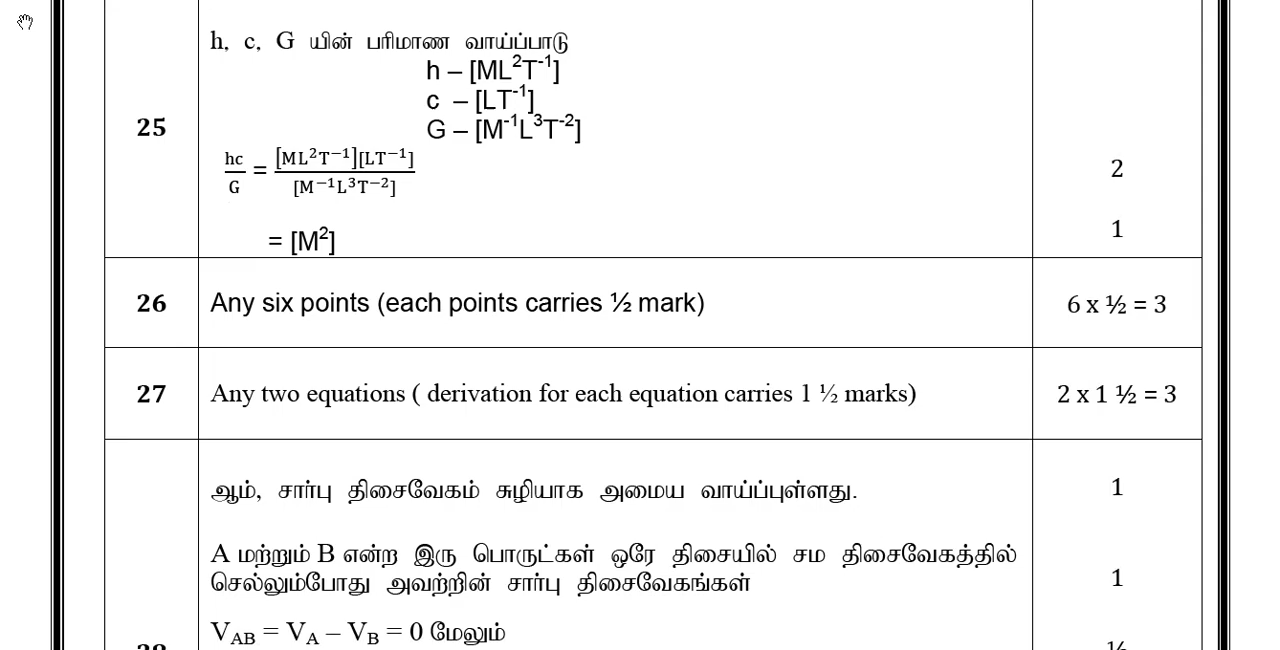 h, c, G யின் பரிமாண வாய்ப்பாடு
h – [ML²T⁻¹]
c – [LT⁻¹]
25
G – [M⁻¹L³T⁻²]
hc/G = [ML²T⁻¹][LT⁻¹]/[M⁻¹L³T⁻²] 2
= [M²] 1
26 Any six points (each points carries ½ mark) 6 x ½ = 3
27 Any two equations ( derivation for each equation carries 1 ½ marks) 2 x 1 ½ = 3
ஆம், சார்பு திசைவேகம் சுழியாக அமைய வாய்ப்புள்ளது. 1
A மற்றும் B என்ற இரு பொருட்கள் ஒரே திசையில் சம திசைவேகத்தில்
செல்லும்போது அவற்றின் சார்பு திசைவேகங்கள் 1
V_AB = V_A – V_B = 0 மேலும்
28 ½